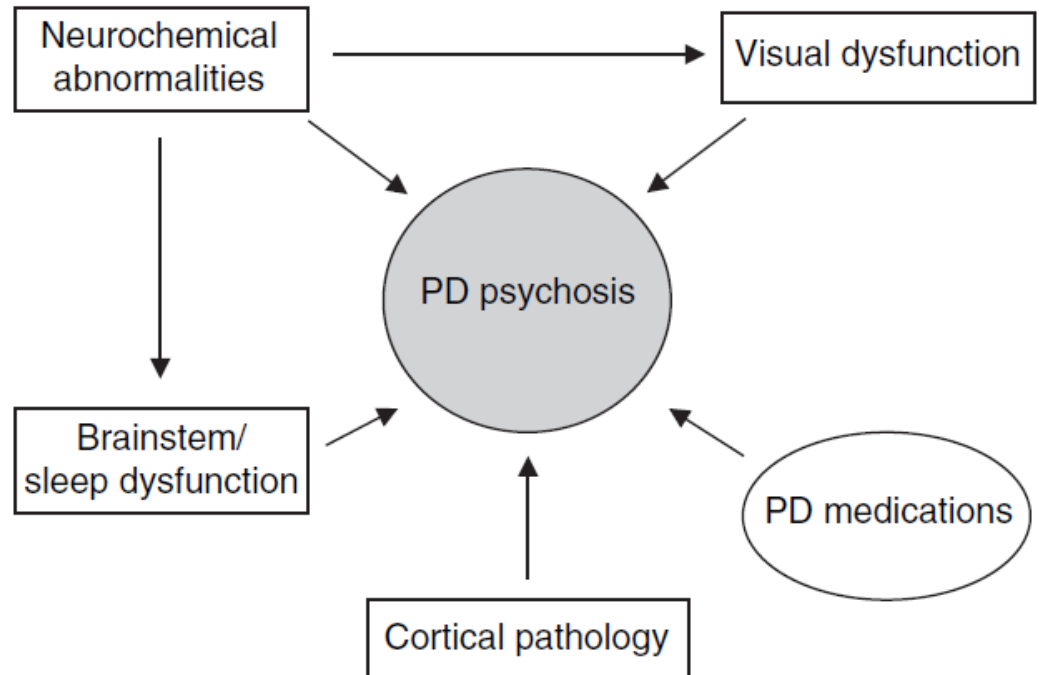 Neurochemical
abnormalities
Visual dysfunction
PD psychosis
Brainstem/
sleep dysfunction
PD medications
Cortical pathology